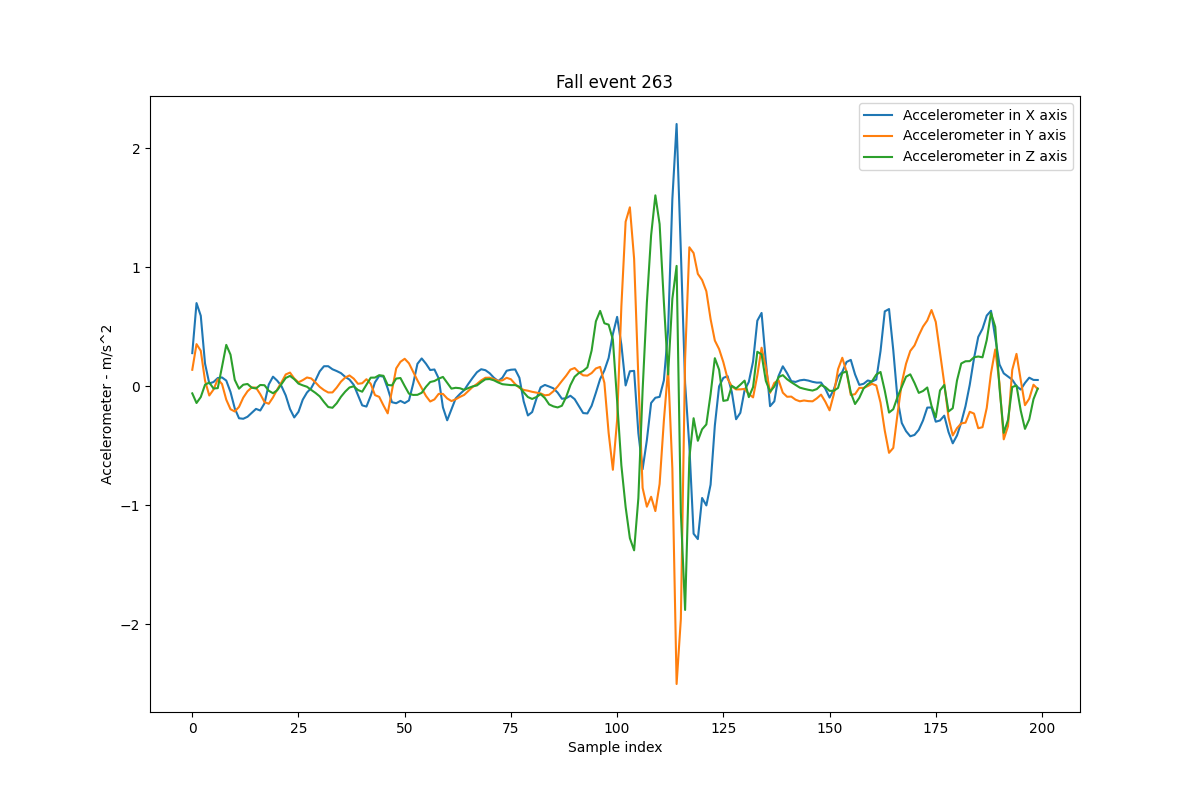 Fall event 263
Accelerometer in X axis
Accelerometer in Y axis
Accelerometer in Z axis
Accelerometer - m/s^2
2
1
0
−1
−2
0 25 50 75 100 125 150 175 200
Sample index